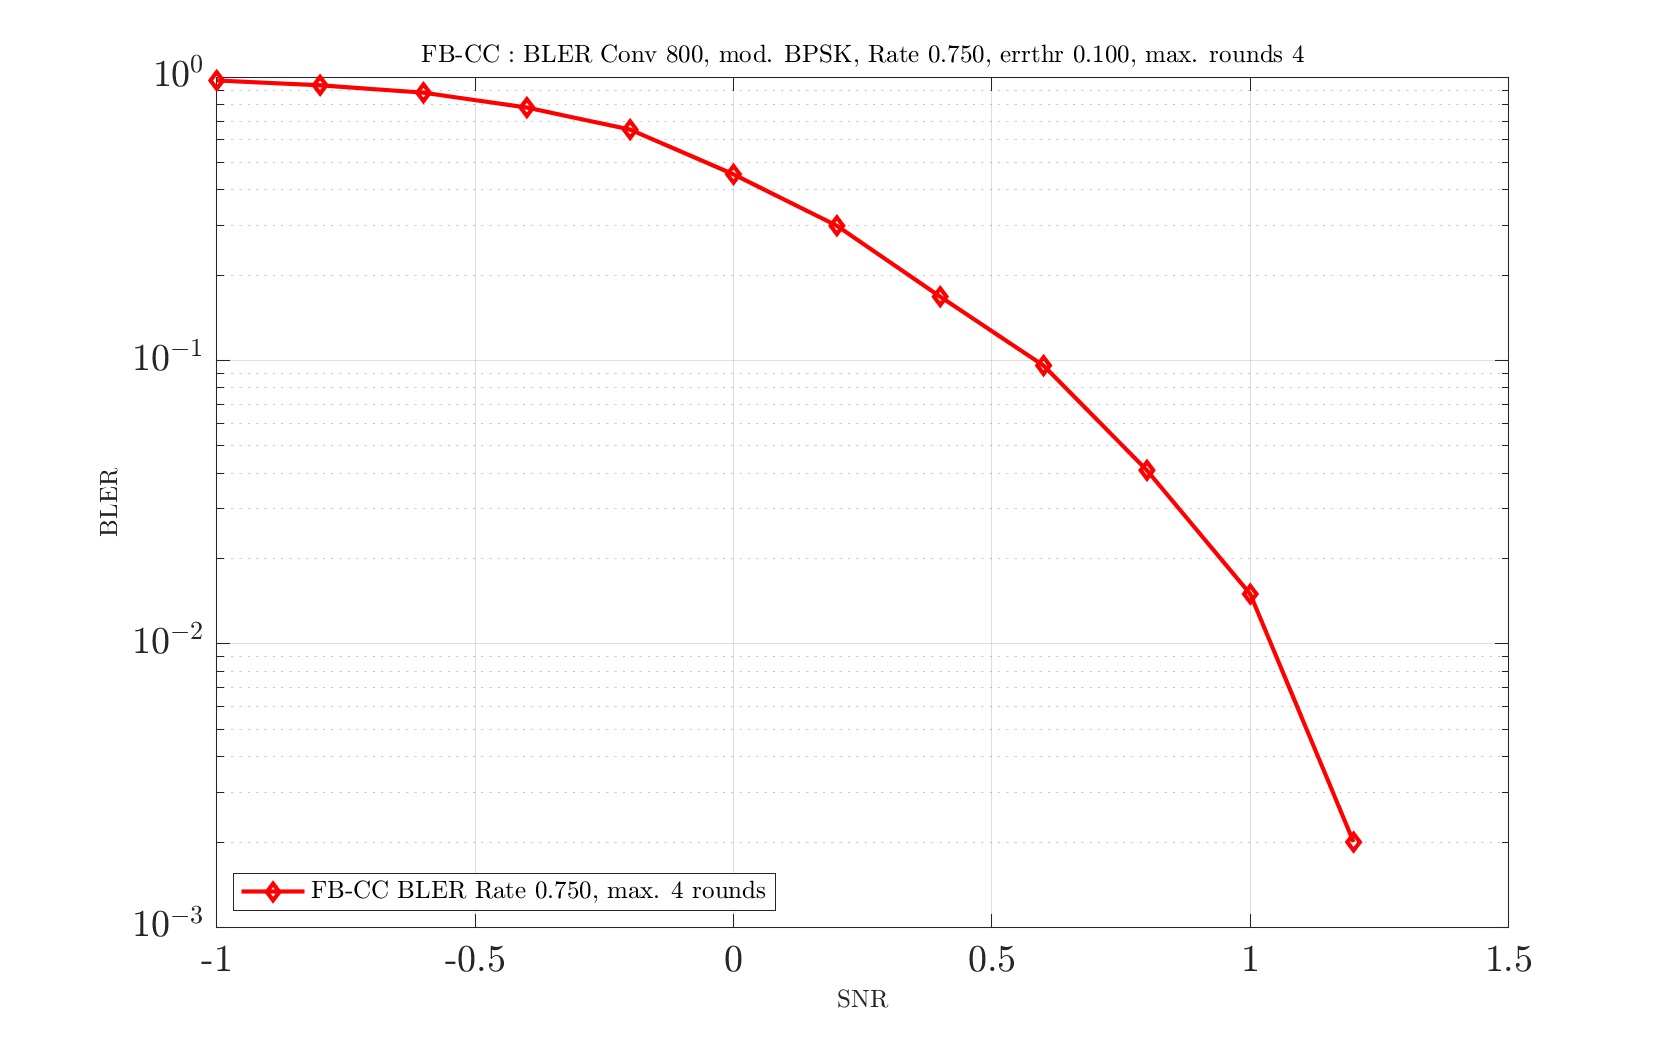 FB-CC : BLER Conv 800, mod. BPSK, Rate 0.750, errthr 0.100, max. rounds 4
10^0
10^-1
10^-2
10^-3
BLER
FB-CC BLER Rate 0.750, max. 4 rounds
-1 -0.5 0 0.5 1 1.5
SNR